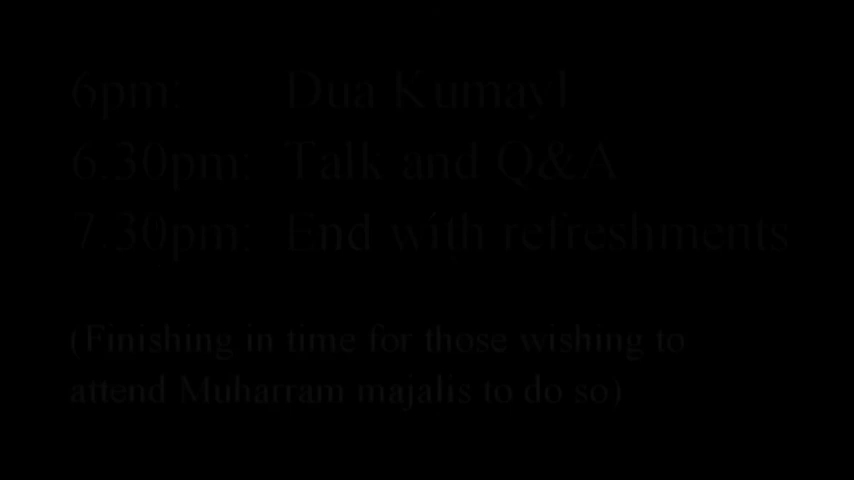 6pm: Dua Kumayl
6.30pm: Talk and Q&A
7.30pm: End with refreshments
(Finishing in time for those wishing to
attend Muharram majalis to do so)